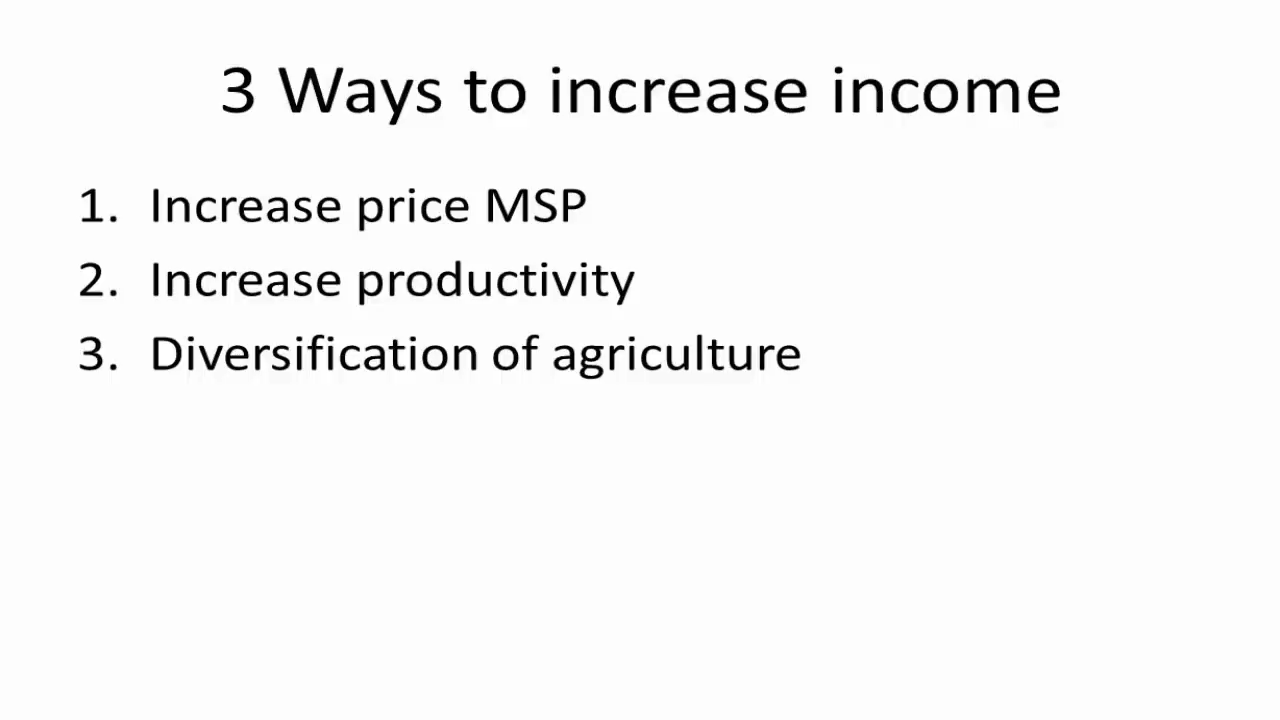 3 Ways to increase income
1. Increase price MSP
2. Increase productivity
3. Diversification of agriculture